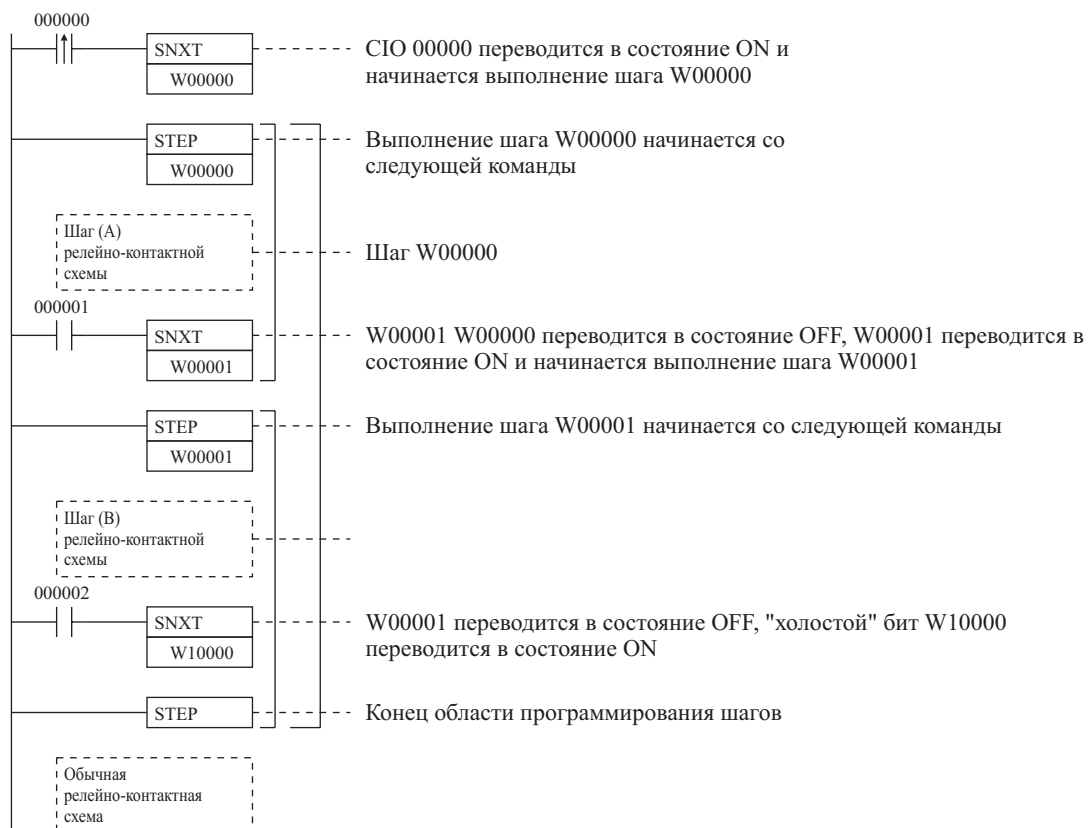 000000
SNXT
W00000
CIO 00000 переводится в состояние ON и
начинается выполнение шага W00000
STEP
W00000
Выполнение шага W00000 начинается со
следующей команды
Шаг (A)
релейно-контактной
схемы
Шаг W00000
000001
SNXT
W00001
W00001 W00000 переводится в состояние OFF, W00001 переводится в
состояние ON и начинается выполнение шага W00001
STEP
W00001
Выполнение шага W00001 начинается со следующей команды
Шаг (B)
релейно-контактной
схемы
000002
SNXT
W10000
W00001 переводится в состояние OFF, "холостой" бит W10000
переводится в состояние ON
STEP
Конец области программирования шагов
Обычная
релейно-контактная
схема